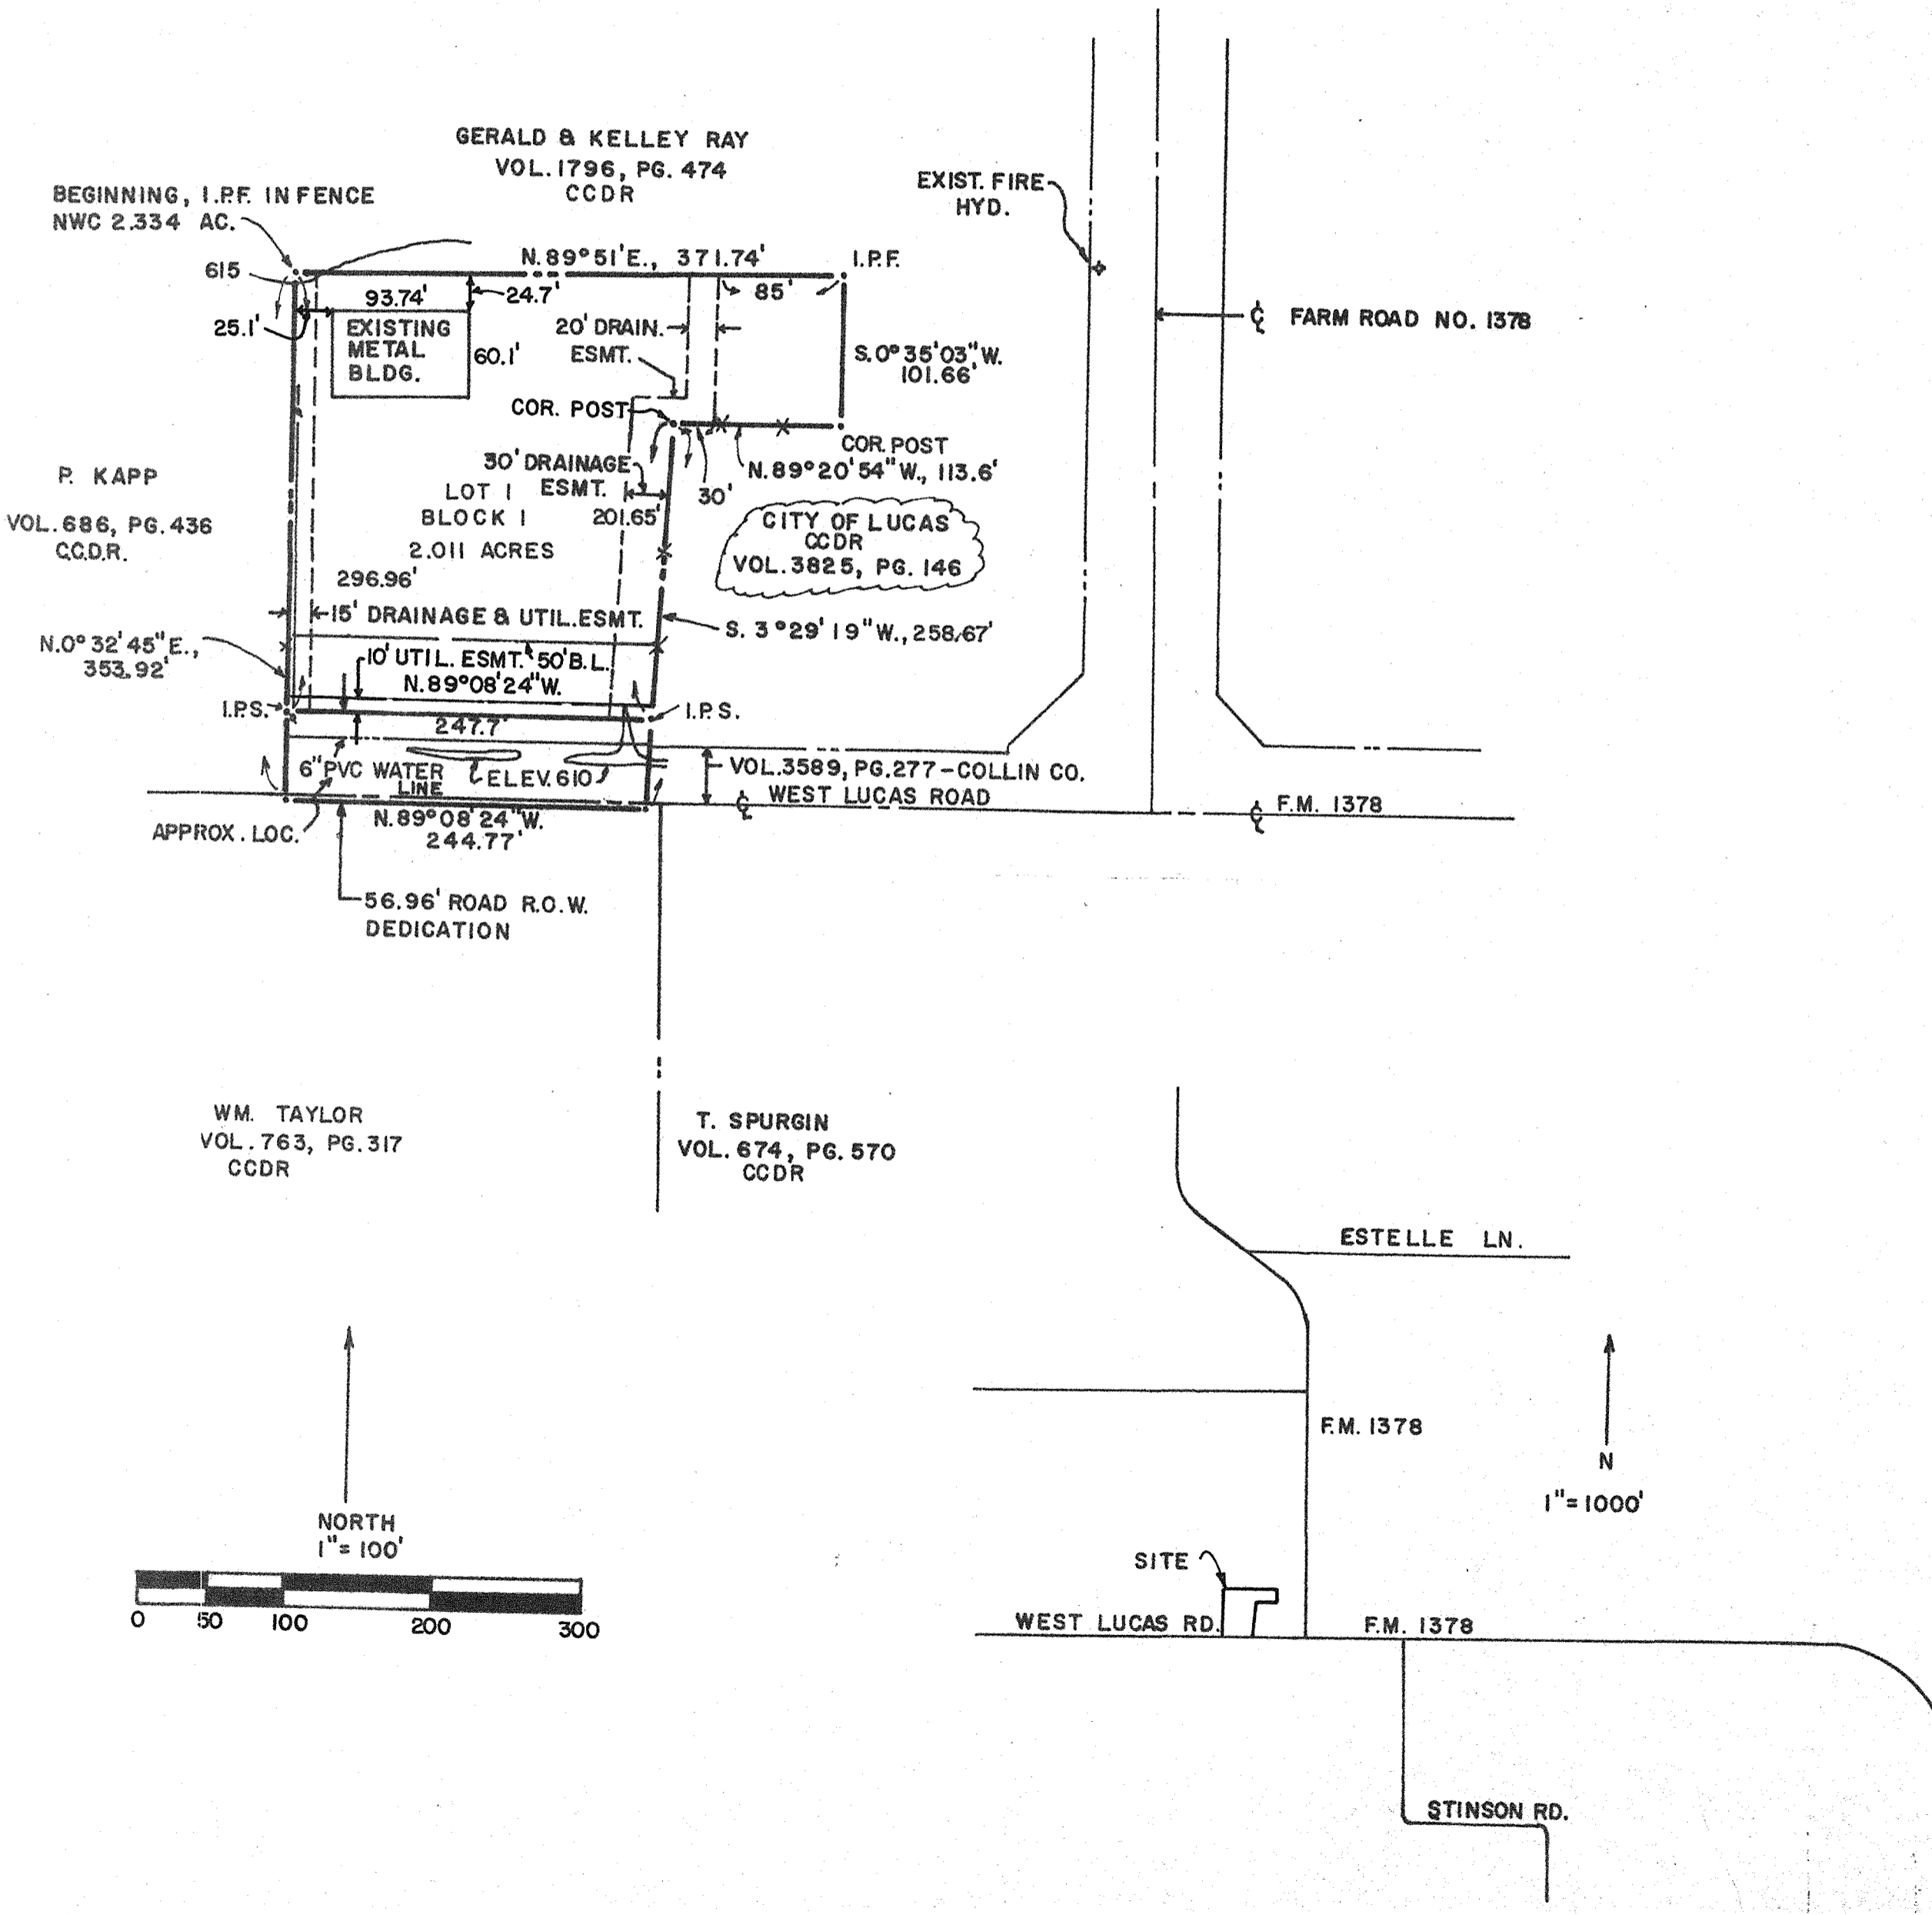 GERALD & KELLEY RAY
VOL. 1796, PG. 474
CCDR
BEGINNING, I.P.F. IN FENCE
NWC 2.334 AC.
EXIST. FIRE
HYD.
615
N. 89°51'E., 371.74'
I.P.F.
93.74'
24.7'
85'
25.1'
EXISTING
METAL
BLDG.
60.1'
20' DRAIN.
ESMT.
S. 0°35'03"W.
101.66'
℄ FARM ROAD NO. 1378
COR. POST
COR. POST
N. 89°20'54"W., 113.6'
30' DRAINAGE
ESMT.
30'
LOT 1
BLOCK 1
201.65'
2.011 ACRES
P. KAPP
VOL. 686, PG. 436
C.C.D.R.
CITY OF LUCAS
CCDR
VOL. 3825, PG. 146
296.96'
15' DRAINAGE & UTIL. ESMT.
S. 3°29'19"W., 258.67'
N. 0°32'45"E.,
353.92'
10' UTIL. ESMT.
50' B.L.
N. 89°08'24"W.
I.P.S.
I.P.S.
247.7'
6" PVC WATER
LINE
ELEV. 610
VOL. 3589, PG. 277 - COLLIN CO.
℄ WEST LUCAS ROAD
℄ F.M. 1378
APPROX. LOC.
N. 89°08'24"W.
244.77'
56.96' ROAD R.O.W.
DEDICATION
WM. TAYLOR
VOL. 763, PG. 317
CCDR
T. SPURGIN
VOL. 674, PG. 570
CCDR
NORTH
1" = 100'
0 50 100 200 300
ESTELLE LN.
F.M. 1378
N
1" = 1000'
SITE
WEST LUCAS RD.
F.M. 1378
STINSON RD.